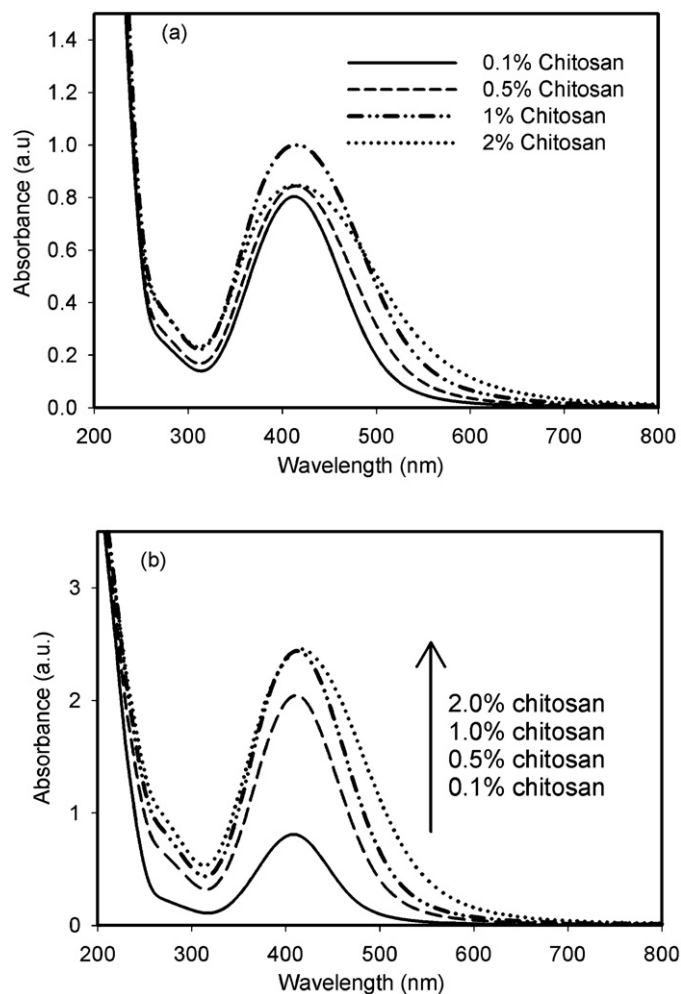 (a)
0.1% Chitosan
0.5% Chitosan
1% Chitosan
2% Chitosan
Absorbance (a.u)
1.4
1.2
1.0
0.8
0.6
0.4
0.2
0.0
200 300 400 500 600 700 800
Wavelength (nm)
(b)
Absorbance (a.u.)
3
2
1
0
2.0% chitosan
1.0% chitosan
0.5% chitosan
0.1% chitosan
200 300 400 500 600 700 800
Wavelength (nm)